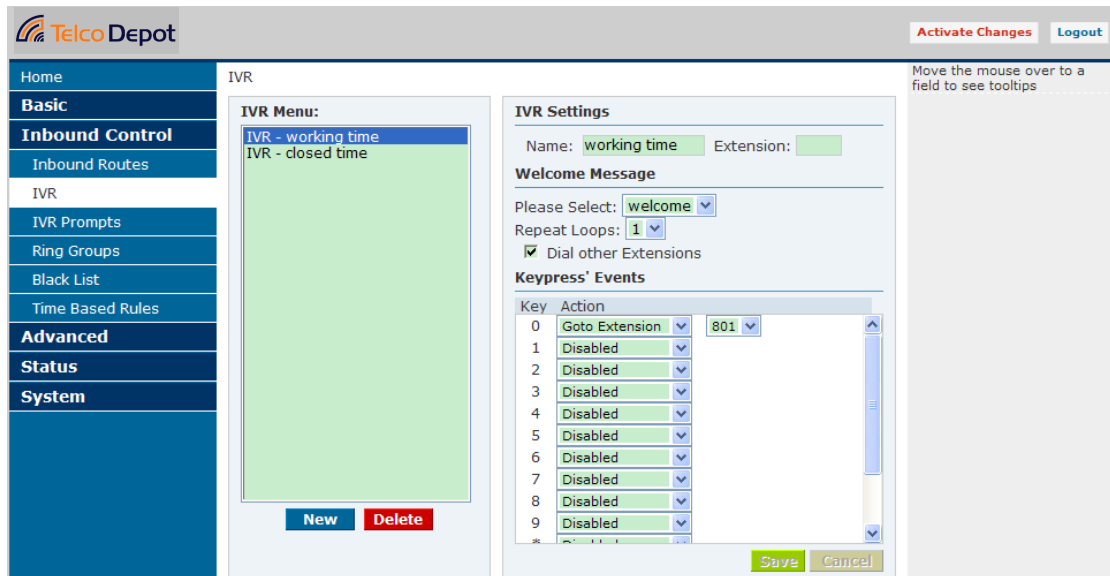 TelcoDepot
Activate Changes
Logout
Home
Basic
Inbound Control
Inbound Routes
IVR
IVR Prompts
Ring Groups
Black List
Time Based Rules
Advanced
Status
System
IVR
IVR Menu:
IVR - working time
IVR - closed time
New
Delete
IVR Settings
Name: working time Extension:
Welcome Message
Please Select: welcome
Repeat Loops: 1
Dial other Extensions
Keypress' Events
Key Action
0 Goto Extension 801
1 Disabled
2 Disabled
3 Disabled
4 Disabled
5 Disabled
6 Disabled
7 Disabled
8 Disabled
9 Disabled
*
Save Cancel
Move the mouse over to a
field to see tooltips